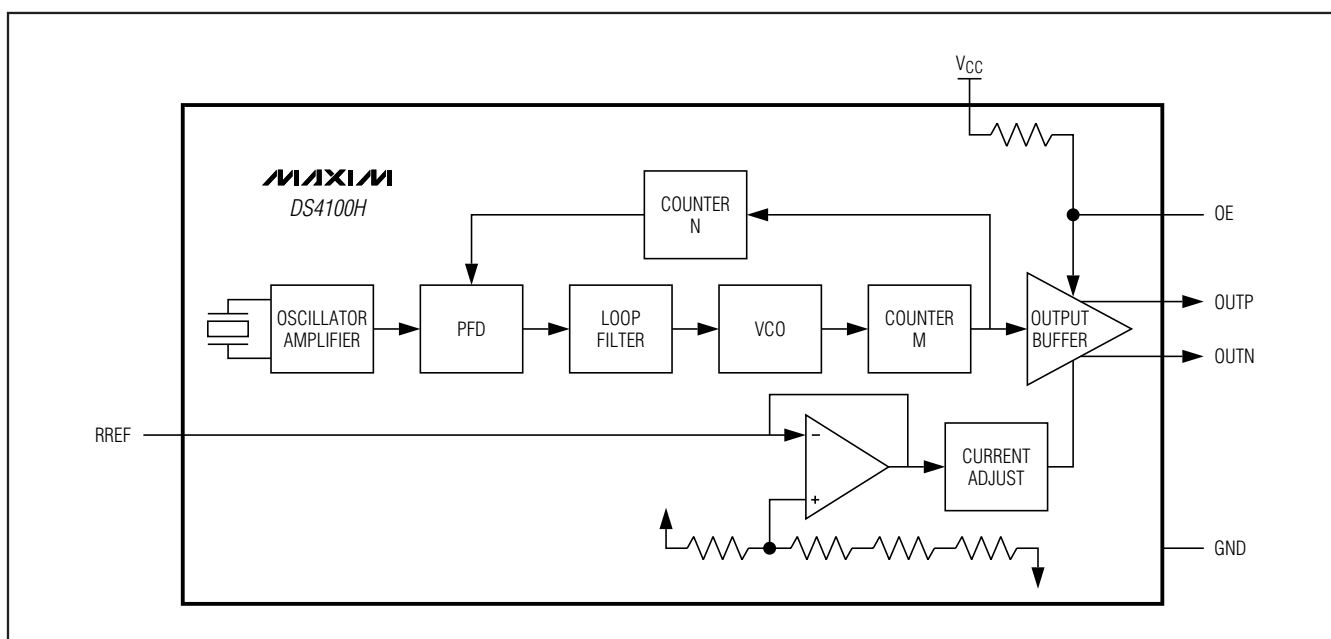 VCC
MAXIM
DS4100H
COUNTER
N
OE
OSCILLATOR
AMPLIFIER
PFD
LOOP
FILTER
VCO
COUNTER
M
OUTPUT
BUFFER
OUTP
OUTN
RREF
−
+
CURRENT
ADJUST
GND